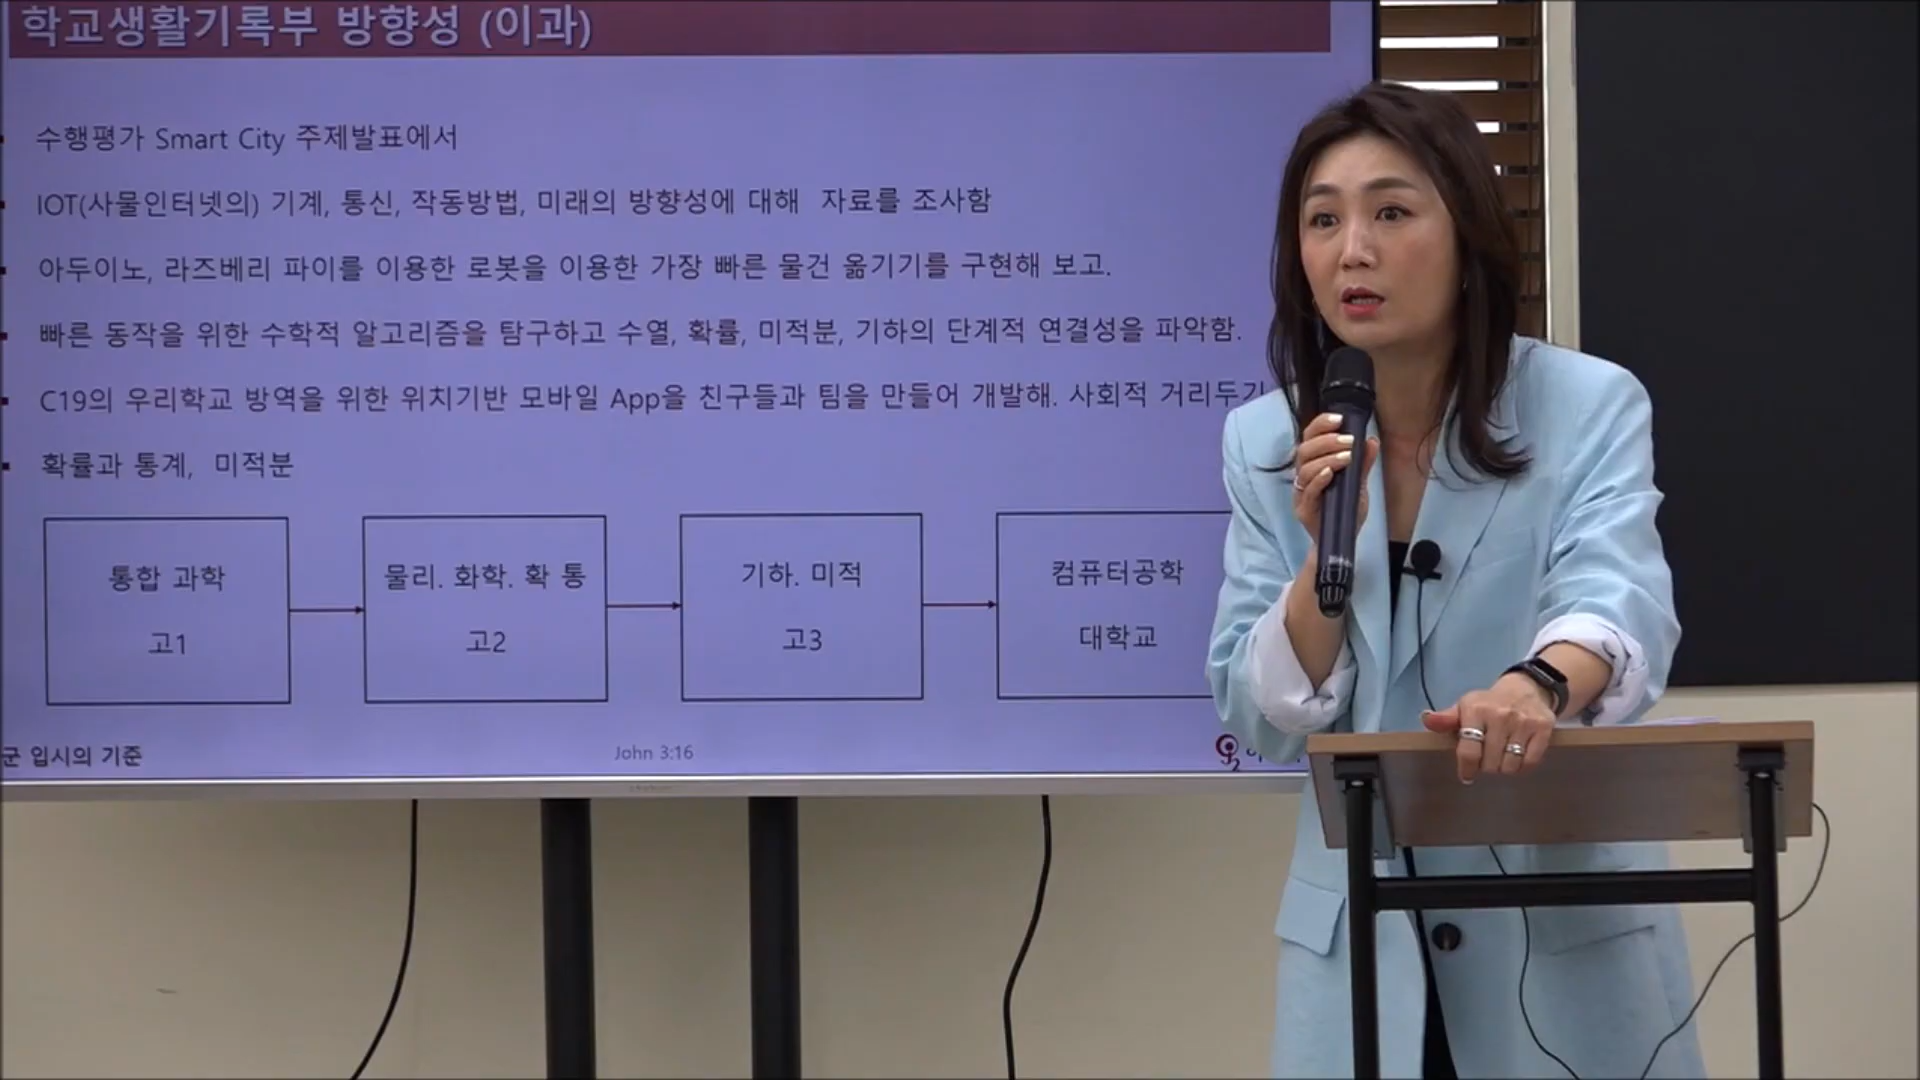 학교생활기록부 방향성 (이과)
수행평가 Smart City 주제발표에서
IOT(사물인터넷의) 기계, 통신, 작동방법, 미래의 방향성에 대해 자료를 조사함
아두이노, 라즈베리 파이를 이용한 로봇을 이용한 가장 빠른 물건 옮기기를 구현해 보고.
빠른 동작을 위한 수학적 알고리즘을 탐구하고 수열, 확률, 미적분, 기하의 단계적 연결성을 파악함.
C19의 우리학교 방역을 위한 위치기반 모바일 App을 친구들과 팀을 만들어 개발해. 사회적 거리두기
확률과 통계, 미적분
통합 과학
고1
물리. 화학. 확 통
고2
기하. 미적
고3
컴퓨터공학
대학교
군 입시의 기준
John 3:16